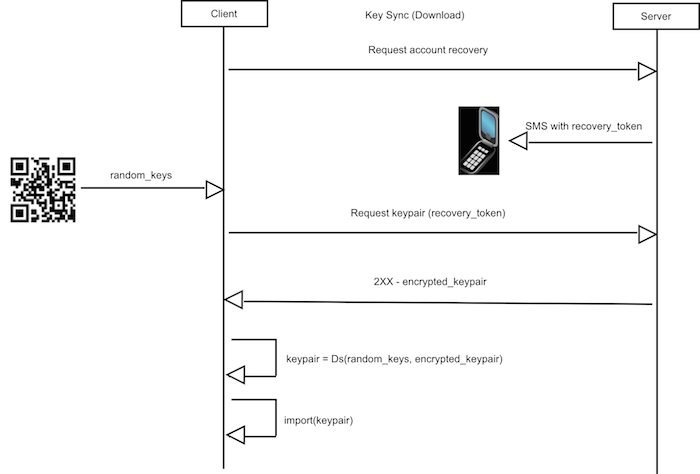 Client
Key Sync (Download)
Server
Request account recovery
SMS with recovery_token
random_keys
Request keypair (recovery_token)
2XX - encrypted_keypair
keypair = Ds(random_keys, encrypted_keypair)
import(keypair)